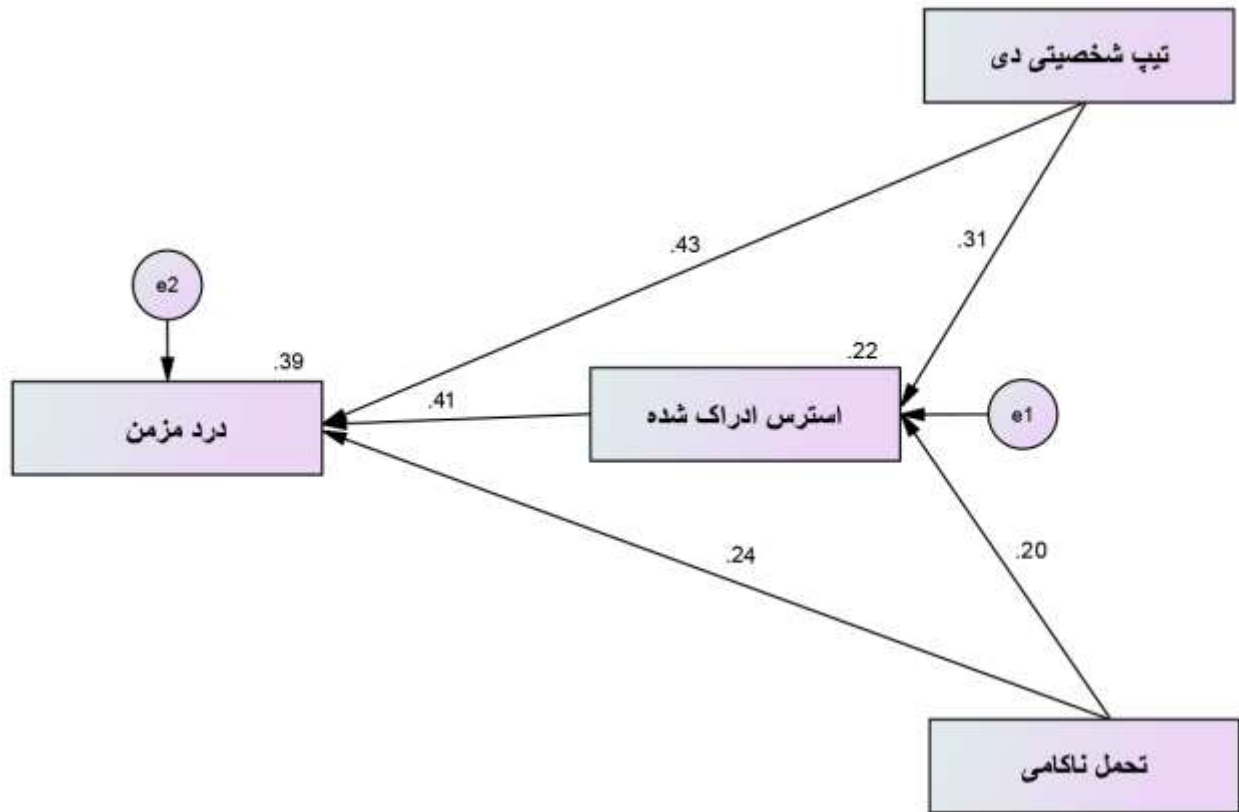 تیپ شخصیتی دی
.43
.31
e2
.39
.22
درد مزمن
.41
استرس ادراک شده
e1
.24
.20
تحمل ناکامی